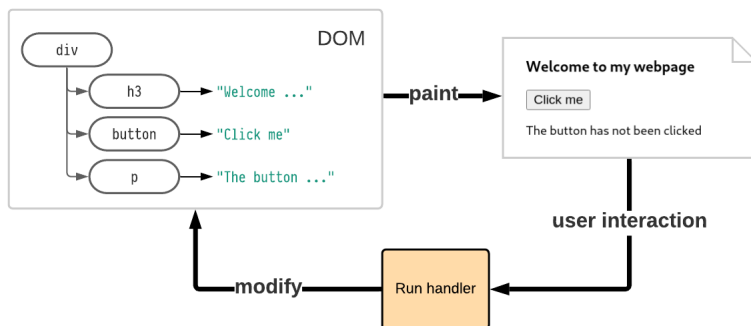 DOM
div
h3
"Welcome ..."
button
"Click me"
p
"The button ..."
paint
Welcome to my webpage
Click me
The button has not been clicked
user interaction
Run handler
modify